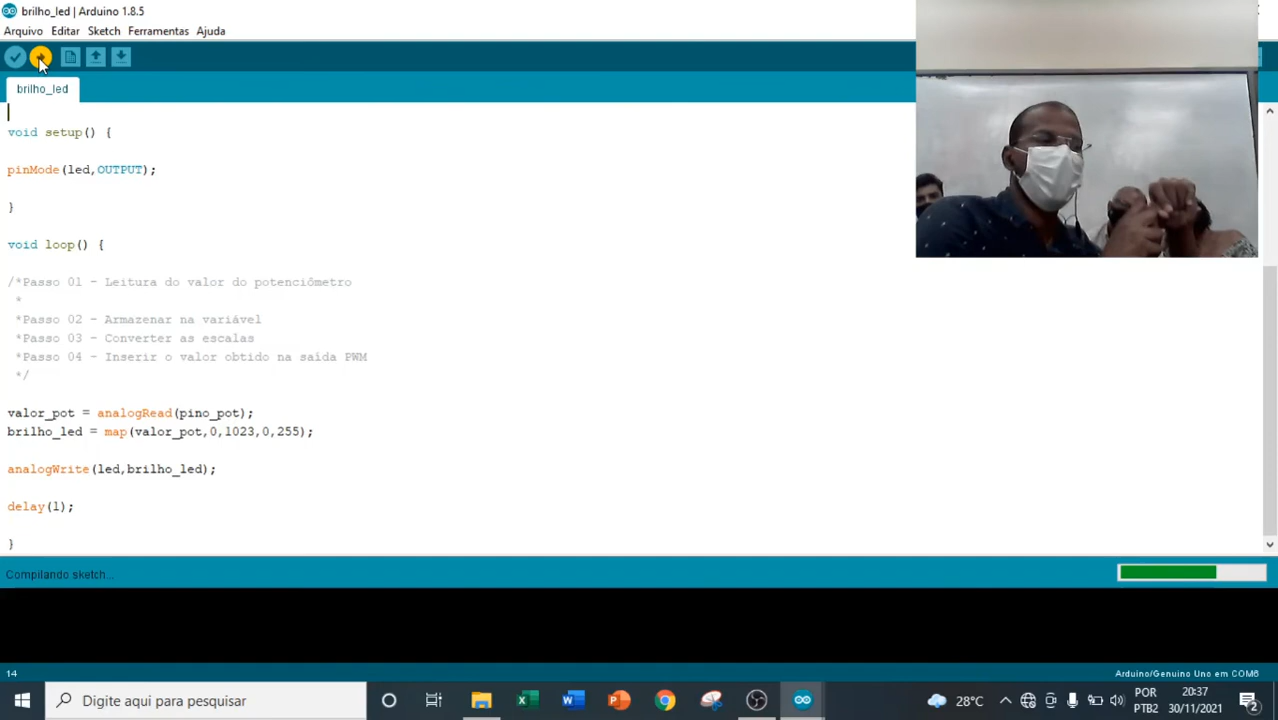 brilho_led | Arduino 1.8.5
Arquivo Editar Sketch Ferramentas Ajuda
brilho_led
void setup() {
pinMode(led,OUTPUT);
}
void loop() {
/*Passo 01 - Leitura do valor do potenciômetro
*
*Passo 02 - Armazenar na variável
*Passo 03 - Converter as escalas
*Passo 04 - Inserir o valor obtido na saída PWM
*/
valor_pot = analogRead(pino_pot);
brilho_led = map(valor_pot,0,1023,0,255);
analogWrite(led,brilho_led);
delay(1);
}
Compilando sketch...
14 Arduino/Genuino Uno em COM6
Digite aqui para pesquisar
28°C
POR
PTB2
20:37
30/11/2021
2